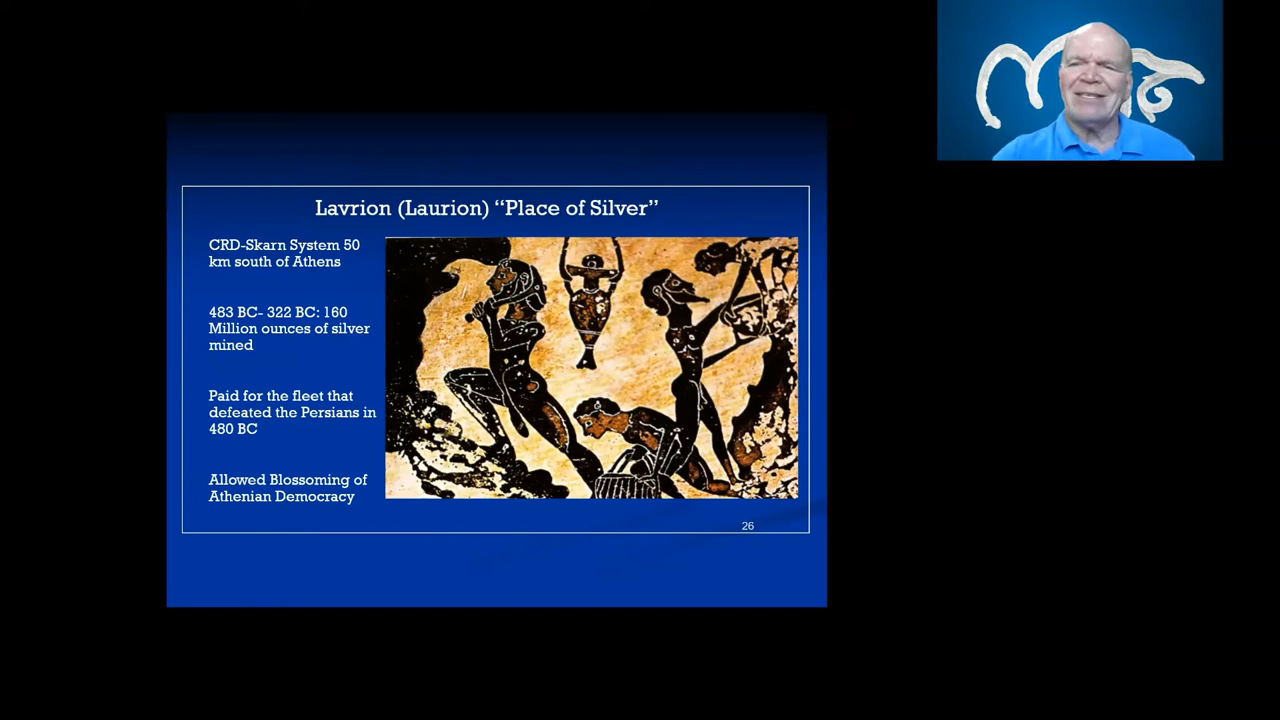 Lavrion (Laurion) “Place of Silver”
CRD-Skarn System 50
km south of Athens
483 BC- 322 BC: 160
Million ounces of silver
mined
Paid for the fleet that
defeated the Persians in
480 BC
Allowed Blossoming of
Athenian Democracy
26